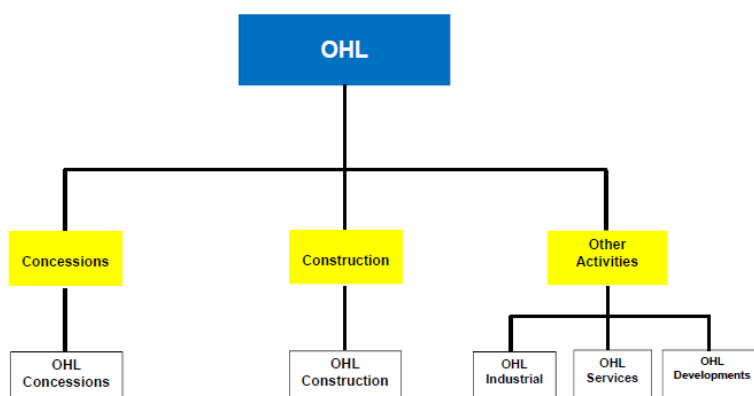 OHL
Concessions
Construction
Other
Activities
OHL
Concessions
OHL
Construction
OHL
Industrial
OHL
Services
OHL
Developments